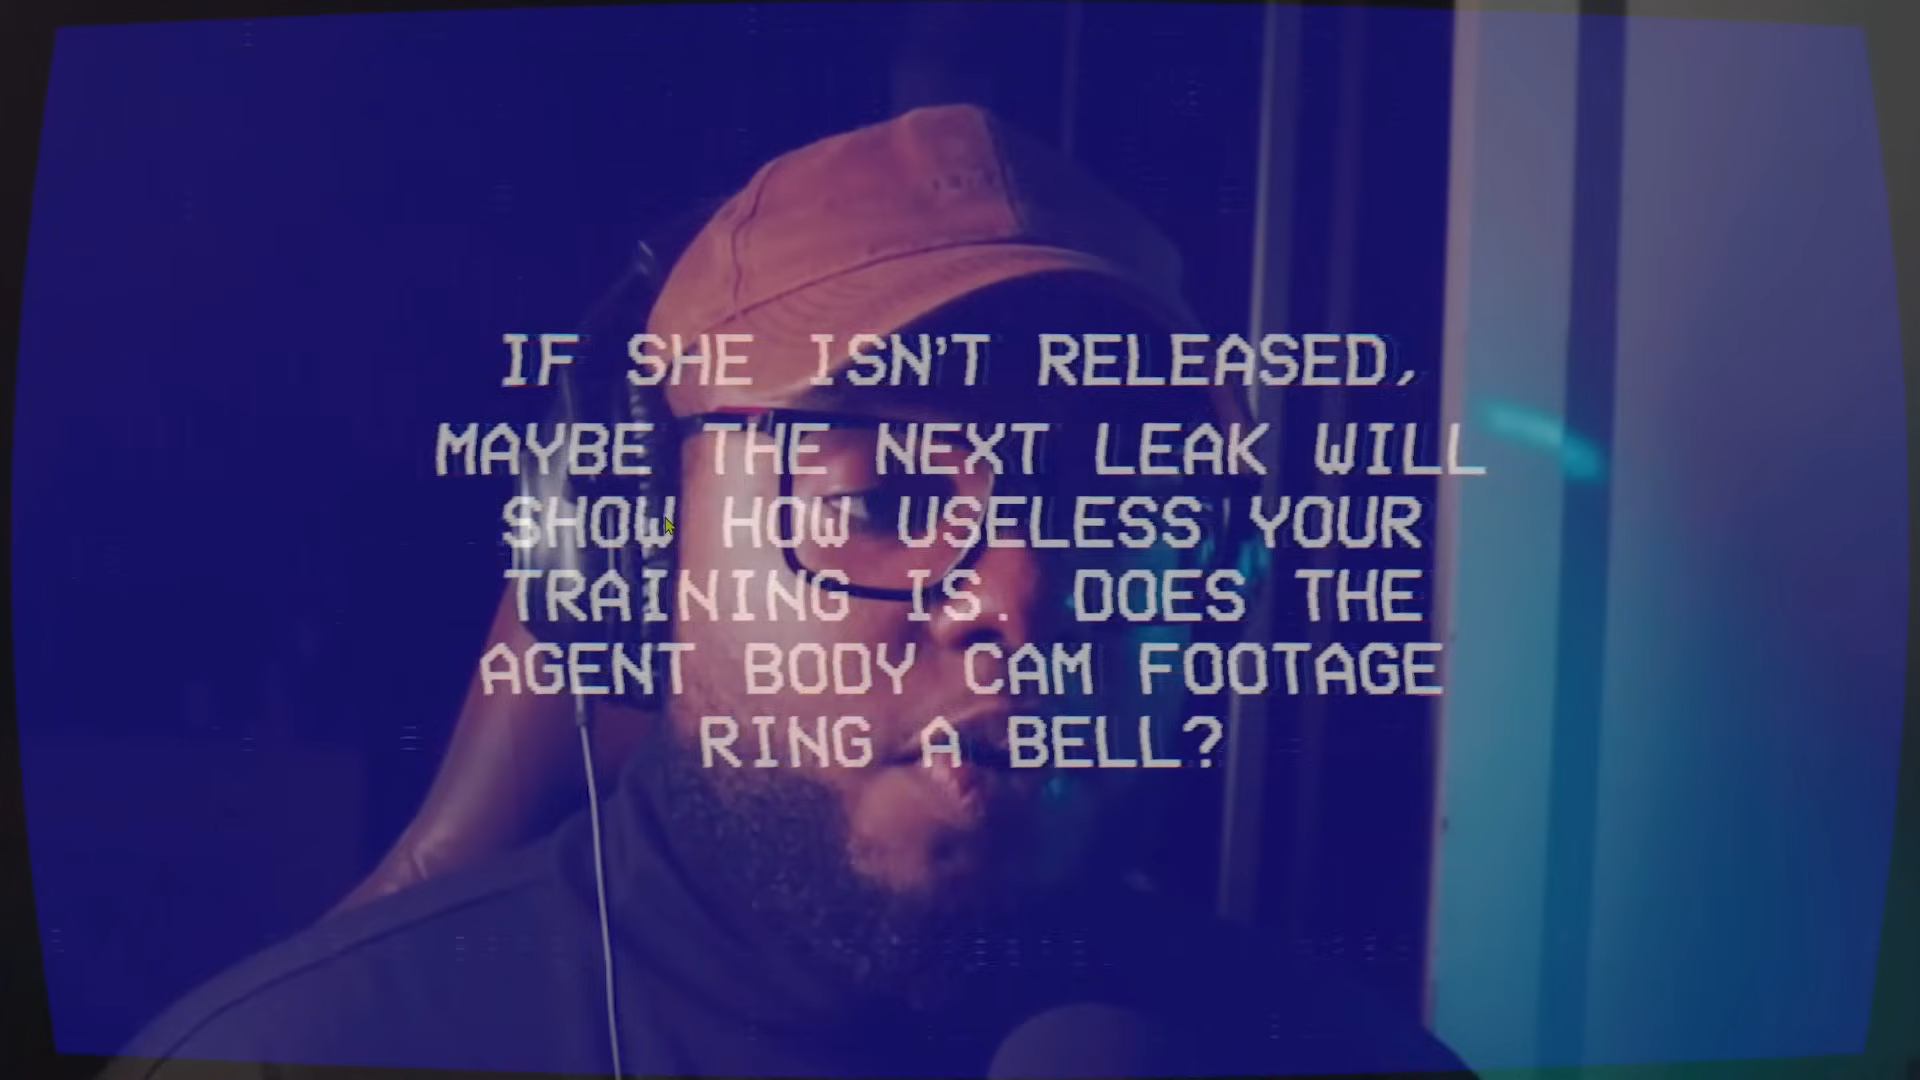 IF SHE ISN'T RELEASED,
MAYBE THE NEXT LEAK WILL
SHOW HOW USELESS YOUR
TRAINING IS. DOES THE
AGENT BODY CAM FOOTAGE
RING A BELL?